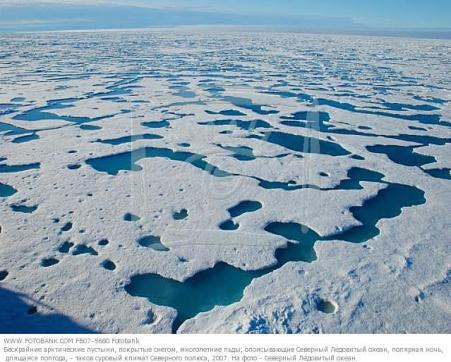 WWW.FOTOBANK.COM FB07-5680 Fotobank
Бескрайние арктические пустыни, покрытые снегом, многолетние льды, опоясывающие Северный Ледовитый океан, полярная ночь,
длящаяся полгода, - таков суровый климат Северного полюса, 2007. На фото - Северный Ледовитый океан